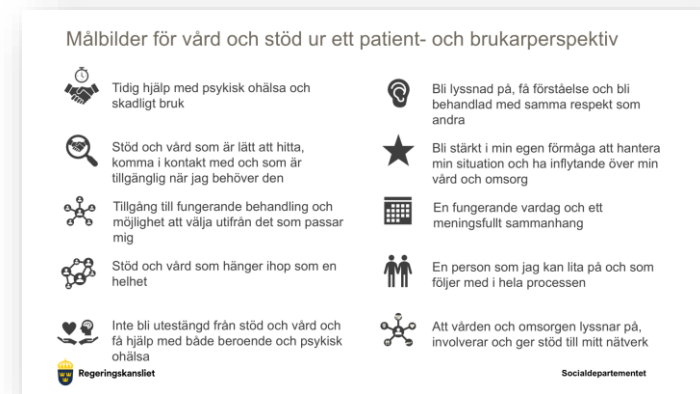 Målbilder för vård och stöd ur ett patient- och brukarperspektiv
Tidig hjälp med psykisk ohälsa och
skadligt bruk
Stöd och vård som är lätt att hitta,
komma i kontakt med och som är
tillgänglig när jag behöver den
Tillgång till fungerande behandling och
möjlighet att välja utifrån det som passar
mig
Stöd och vård som hänger ihop som en
helhet
Inte bli utestängd från stöd och vård och
få hjälp med både beroende och psykisk
ohälsa
Bli lyssnad på, få förståelse och bli
behandlad med samma respekt som
andra
Bli stärkt i min egen förmåga att hantera
min situation och ha inflytande över min
vård och omsorg
En fungerande vardag och ett
meningsfullt sammanhang
En person som jag kan lita på och som
följer med i hela processen
Att vården och omsorgen lyssnar på,
involverar och ger stöd till mitt nätverk
Regeringskansliet
Socialdepartementet